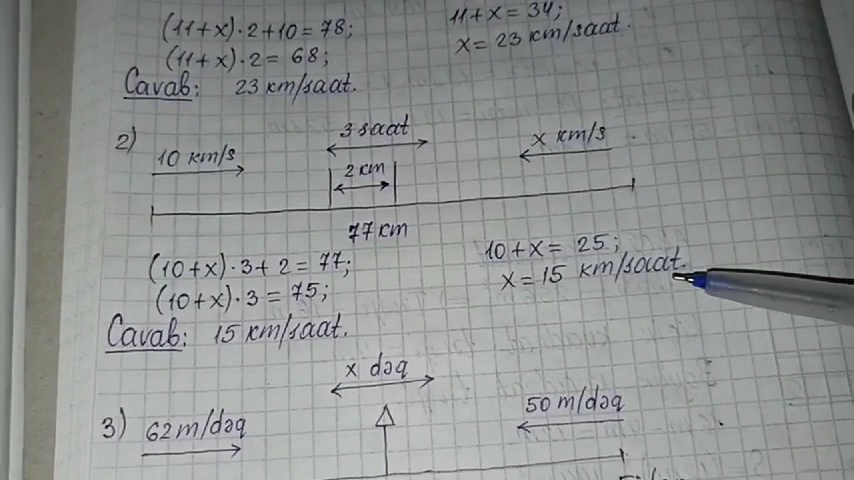 (11+x)·2+10=78;
11+x=34;
(11+x)·2=68;
x=23 km/saat.
Cavab: 23 km/saat.
2)
3 saat
10 km/s
x km/s
2 km
77 km
(10+x)·3+2=77;
10+x=25;
(10+x)·3=75;
x=15 km/saat.
Cavab: 15 km/saat.
x dəq
3) 62 m/dəq
50 m/dəq